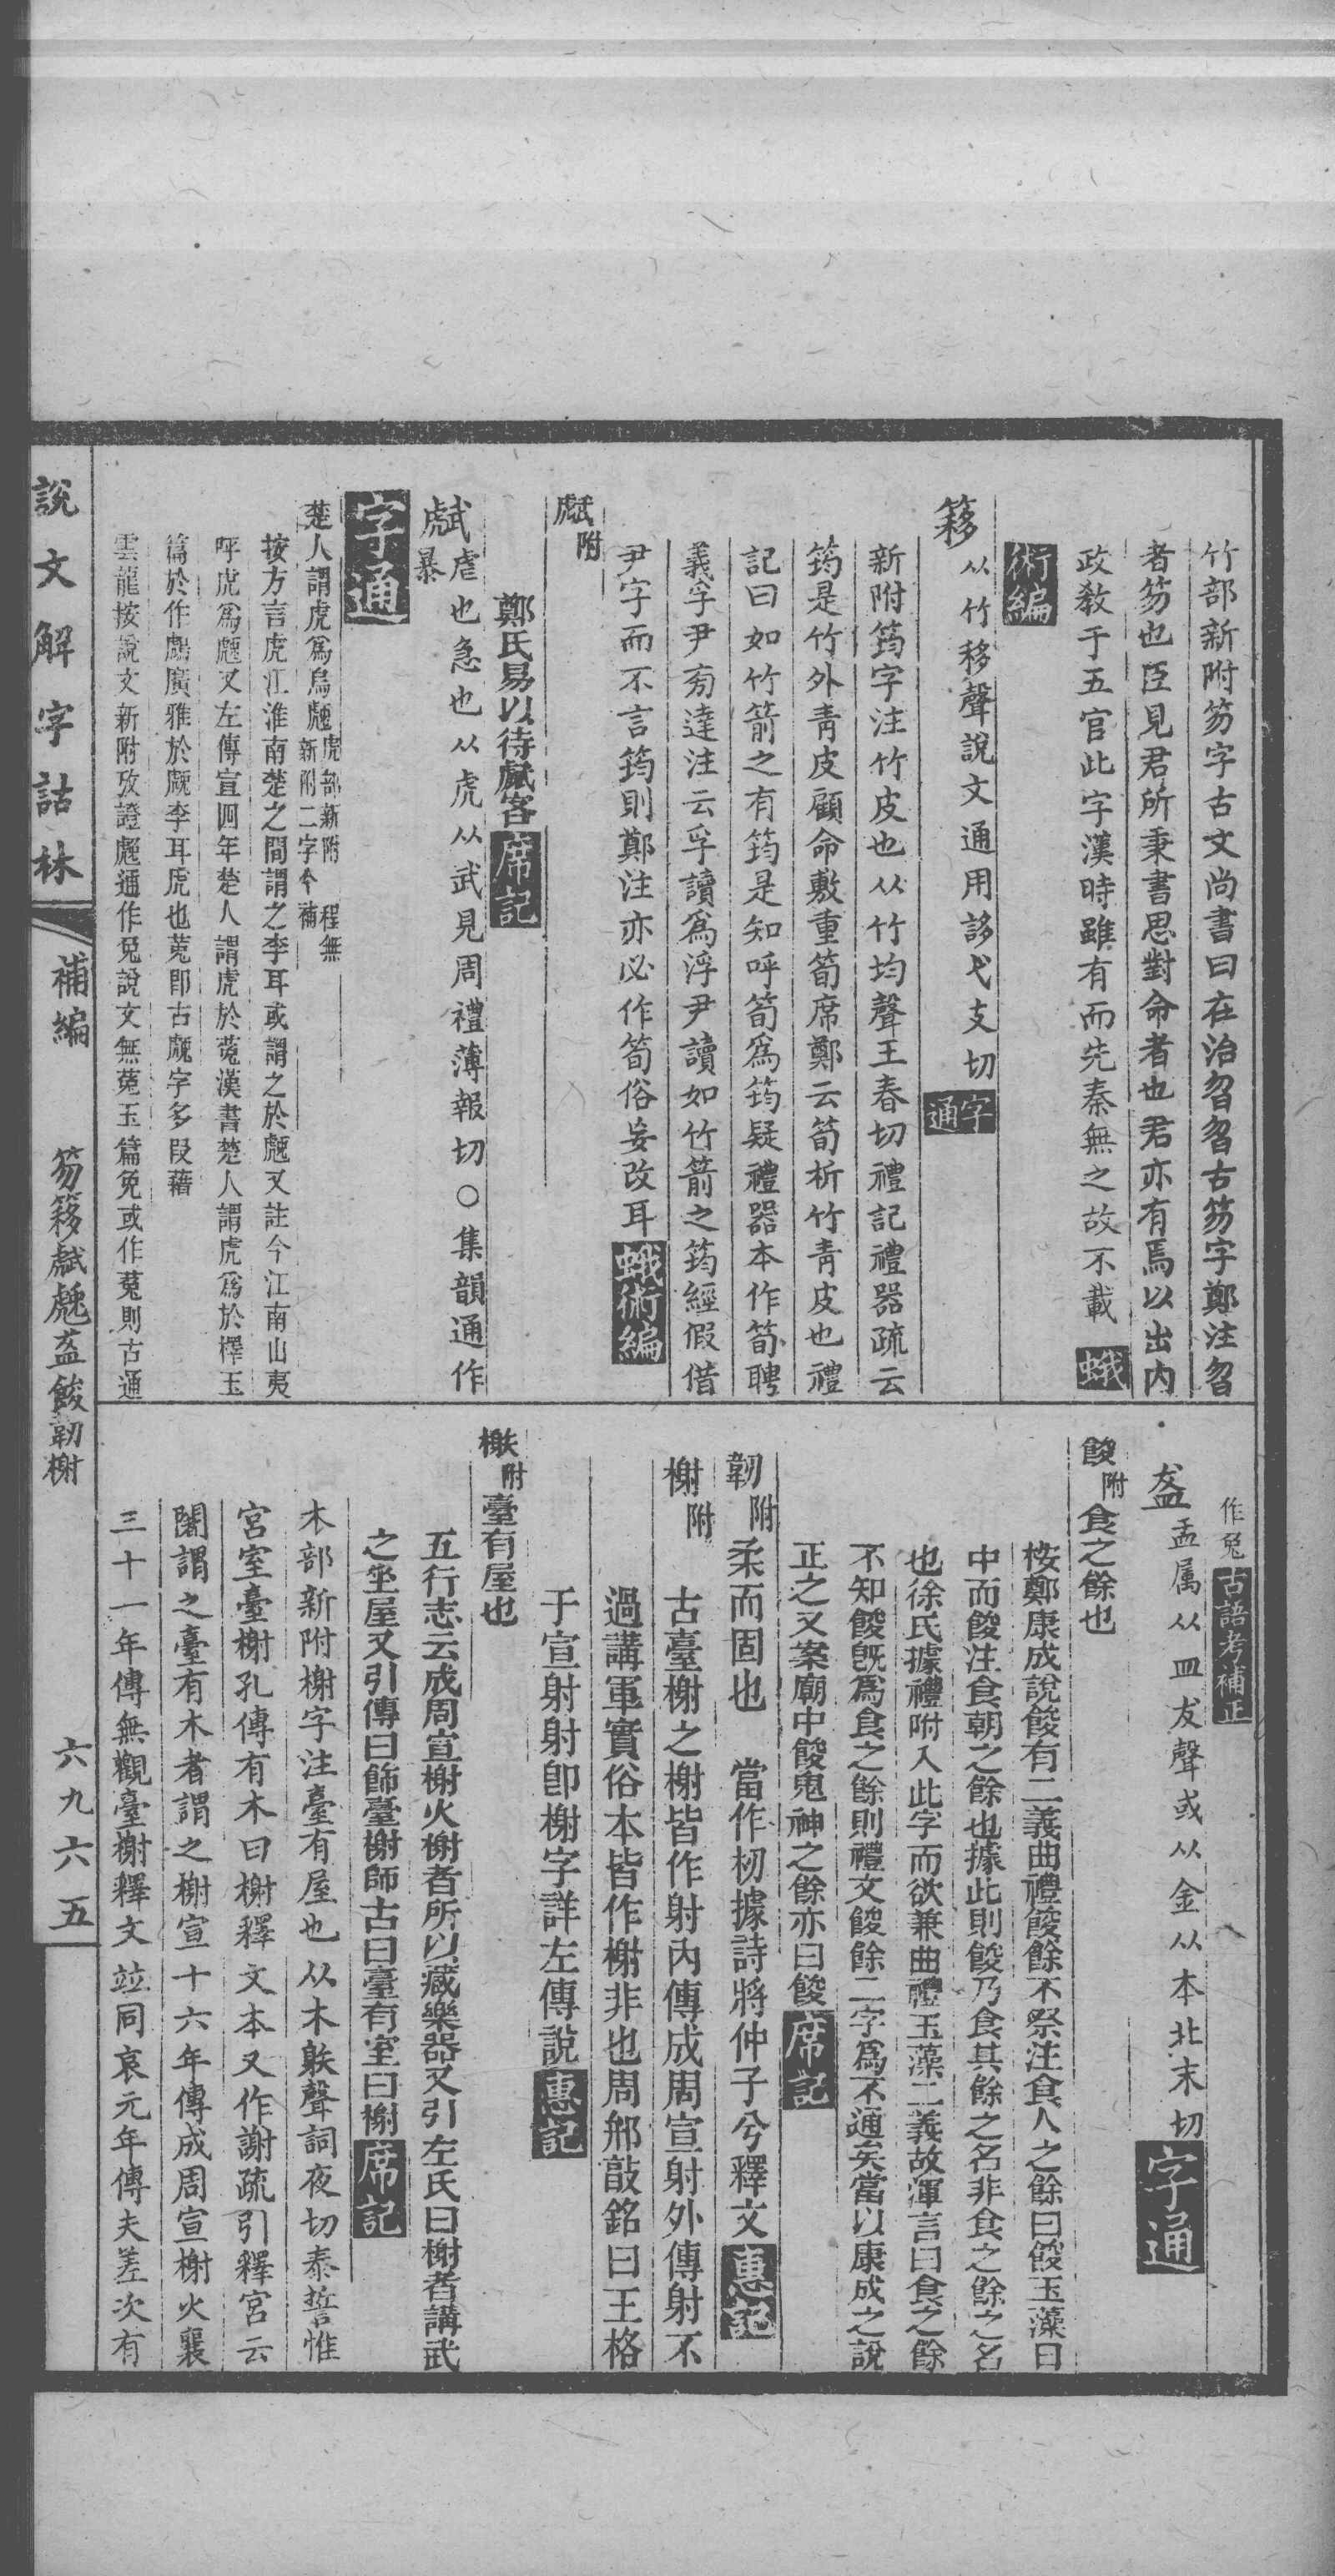 竹部新附笏字古文尚書曰在治曶曶古笏字鄭注曶
者笏也臣見君所秉書思對命者也君亦有焉以出内
政教于五官此字漢時雖有而先秦無之故不載 蛾
術編
簃 从竹移聲說文通用誃弋支切 字通
新附筠字注竹皮也从竹均聲王春切禮記禮器疏云
筠是竹外靑皮顧命敷重筍席鄭云筍析竹靑皮也禮
記曰如竹箭之有筠是知呼筍爲筠疑禮器本作筍聘
義孚尹旁達注云孚讀爲浮尹讀如竹箭之筠經假借
尹字而不言筠則鄭注亦必作筍俗妄改耳 蛾術編
虣 附
鄭氏易以待虣客 席記
虣 虐也急也从虎从武見周禮薄報切○集韻通作
暴
字通
楚人謂虎爲烏䖘 虎部新附 程無
新附二字今補
按方言虎江淮南楚之間謂之李耳或謂之於䖘又註今江南山夷
呼虎爲䖘又左傳宣四年楚人謂虎於菟漢書楚人謂虎爲於檡玉
篇於作䖚廣雅於䖘李耳虎也菟卽古䖘字多叚藉
雲龍按說文新附攷證䖘通作兔說文無菟玉篇兔或作菟則古通
作兔 古語考補正
盋 盂属从皿犮聲或从金从本北末切 字通
餕 附 食之餘也
桉鄭康成說餕有二義曲禮餕餘不祭注食人之餘曰餕玉藻日
中而餕注食朝之餘也據此則餕乃食其餘之名非食之餘之名
也徐氏據禮附入此字而欲兼曲禮玉藻二義故渾言曰食之餘
不知餕旣爲食之餘則禮文餕餘二字爲不通矣當以康成之說
正之又案廟中餕鬼神之餘亦曰餕 席記
韌 附 柔而固也 當作朷據詩將仲子兮釋文 惠記
榭 附
古臺榭之榭皆作射内傳成周宣射外傳射不
過講軍實俗本皆作榭非也周邢敼銘曰王格
于宣射射卽榭字詳左傳說 惠記
榭 附 臺有屋也
五行志云成周宣榭火榭者所以藏樂器又引左氏曰榭者講武
之坐屋又引傳曰飾臺榭師古曰臺有室曰榭 席記
木部新附榭字注臺有屋也从木䠶聲詞夜切泰誓惟
宮室臺榭孔傳有木曰榭釋文本又作謝疏引釋宮云
闍謂之臺有木者謂之榭宣十六年傳成周宣榭火襄
三十一年傳無觀臺榭釋文竝同哀元年傳夫差次有
說文解字詁林
補編
笏簃虣䖘盋餕韌榭
六九六五